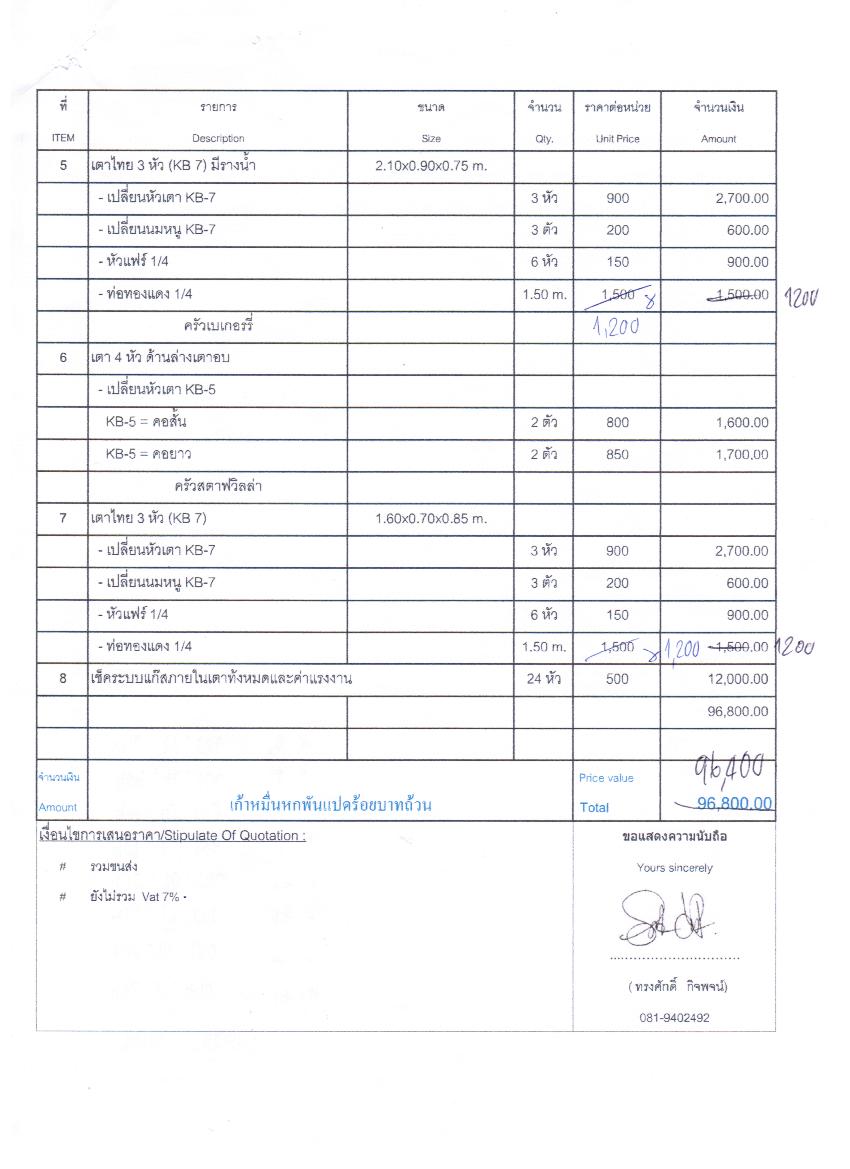 ที่ รายการ ขนาด จำนวน ราคาต่อหน่วย จำนวนเงิน
ITEM Description Size Qty. Unit Price Amount
5 เตาไทย 3 หัว (KB 7) มีรางน้ำ 2.10x0.90x0.75 m.
- เปลี่ยนหัวเตา KB-7 3 หัว 900 2,700.00
- เปลี่ยนนมหนู KB-7 3 ตัว 200 600.00
- หัวแฟร์ 1/4 6 หัว 150 900.00
- ท่อทองแดง 1/4 1.50 m. 1,500 1,500.00 1200
ครัวเบเกอรรี่ 1,200
6 เตา 4 หัว ด้านล่างเตาอบ
- เปลี่ยนหัวเตา KB-5
KB-5 = คอสั้น 2 ตัว 800 1,600.00
KB-5 = คอยาว 2 ตัว 850 1,700.00
ครัวสตาฟวิลล่า
7 เตาไทย 3 หัว (KB 7) 1.60x0.70x0.85 m.
- เปลี่ยนหัวเตา KB-7 3 หัว 900 2,700.00
- เปลี่ยนนมหนู KB-7 3 ตัว 200 600.00
- หัวแฟร์ 1/4 6 หัว 150 900.00
- ท่อทองแดง 1/4 1.50 m. 1,500 1,200 1,500.00 1200
8 เช็คระบบแก๊สภายในเตาทั้งหมดและค่าแรงงาน 24 หัว 500 12,000.00
96,800.00
96,400
จำนวนเงิน Price value
Amount เก้าหมื่นหกพันแปดร้อยบาทถ้วน Total 96,800.00
เงื่อนไขการเสนอราคา/Stipulate Of Quotation : ขอแสดงความนับถือ
# รวมขนส่ง Yours sincerely
# ยังไม่รวม Vat 7%
( ทรงศักดิ์ กิจพจน์)
081-9402492